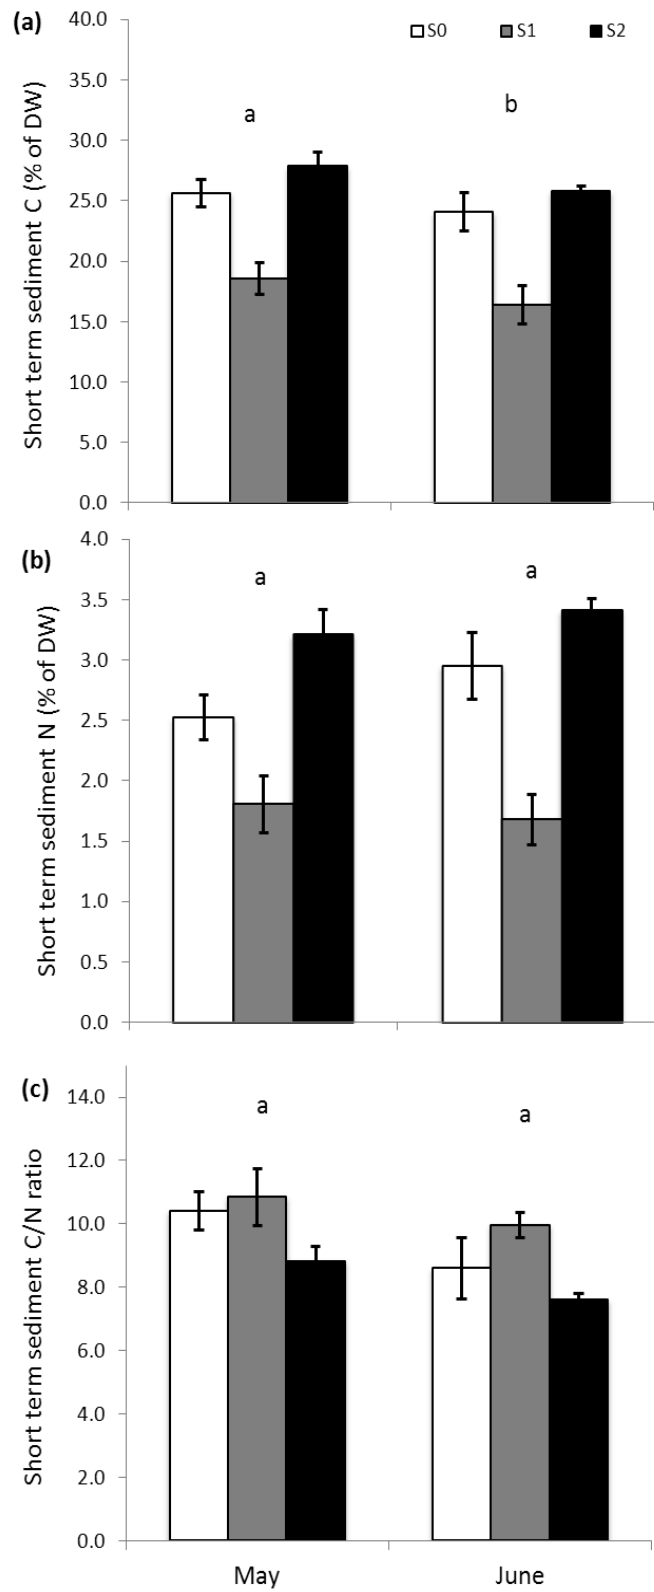 (a)
S0 S1 S2
Short term sediment C (% of DW)
40.0
35.0
30.0
25.0
20.0
15.0
10.0
5.0
0.0
a b
(b)
Short term sediment N (% of DW)
4.0
3.5
3.0
2.5
2.0
1.5
1.0
0.5
0.0
a a
(c)
Short term sediment C/N ratio
14.0
12.0
10.0
8.0
6.0
4.0
2.0
0.0
a a
May June